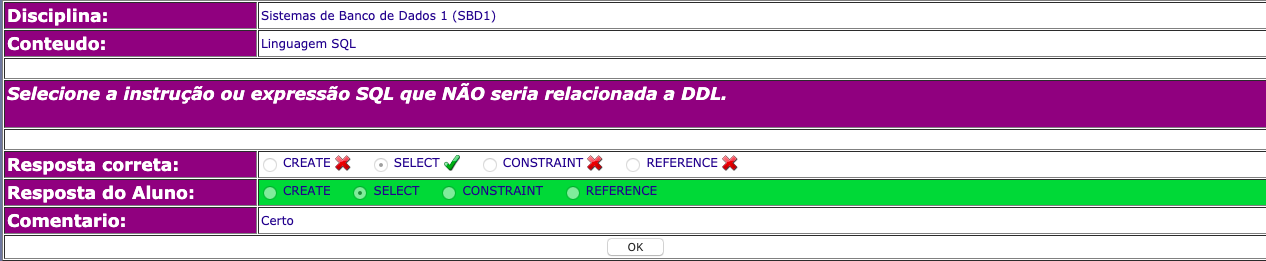 Disciplina: Sistemas de Banco de Dados 1 (SBD1)
Conteudo: Linguagem SQL
Selecione a instrução ou expressão SQL que NÃO seria relacionada a DDL.
Resposta correta: CREATE SELECT CONSTRAINT REFERENCE
Resposta do Aluno: CREATE SELECT CONSTRAINT REFERENCE
Comentario: Certo
OK